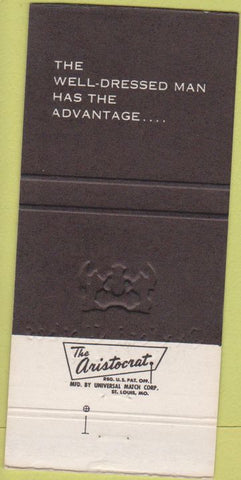 THE
WELL-DRESSED MAN
HAS THE
ADVANTAGE....
The
Aristocrat
REG. U.S. PAT. OFF.
MFD. BY UNIVERSAL MATCH CORP.
ST. LOUIS, MO.